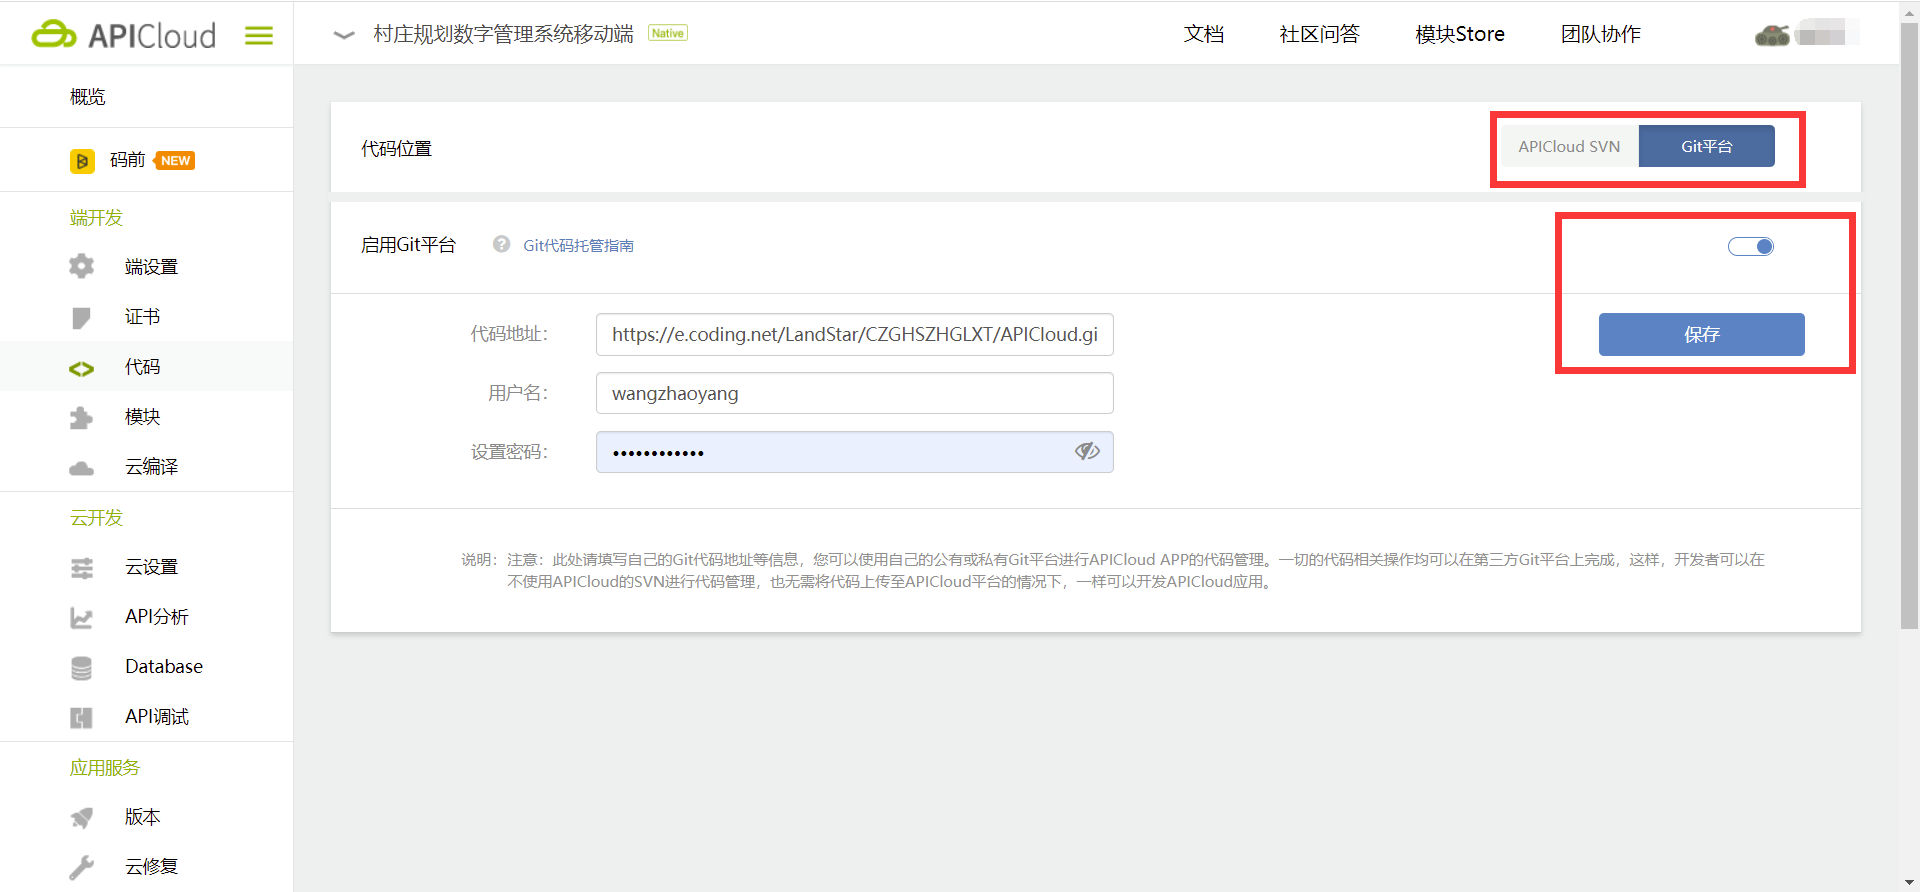 APICloud
村庄规划数字管理系统移动端 Native
文档 社区问答 模块Store 团队协作
概览
码前 NEW
端开发
端设置
证书
代码
模块
云编译
云开发
云设置
API分析
Database
API调试
应用服务
版本
云修复
代码位置
APICloud SVN Git平台
启用Git平台 ? Git代码托管指南
代码地址： https://e.coding.net/LandStar/CZGHSZHGLXT/APICloud.gi
保存
用户名： wangzhaoyang
设置密码： ••••••••••••
说明：注意：此处请填写自己的Git代码地址等信息，您可以使用自己的公有或私有Git平台进行APICloud APP的代码管理。一切的代码相关操作均可以在第三方Git平台上完成，这样，开发者可以在
不使用APICloud的SVN进行代码管理，也无需将代码上传至APICloud平台的情况下，一样可以开发APICloud应用。